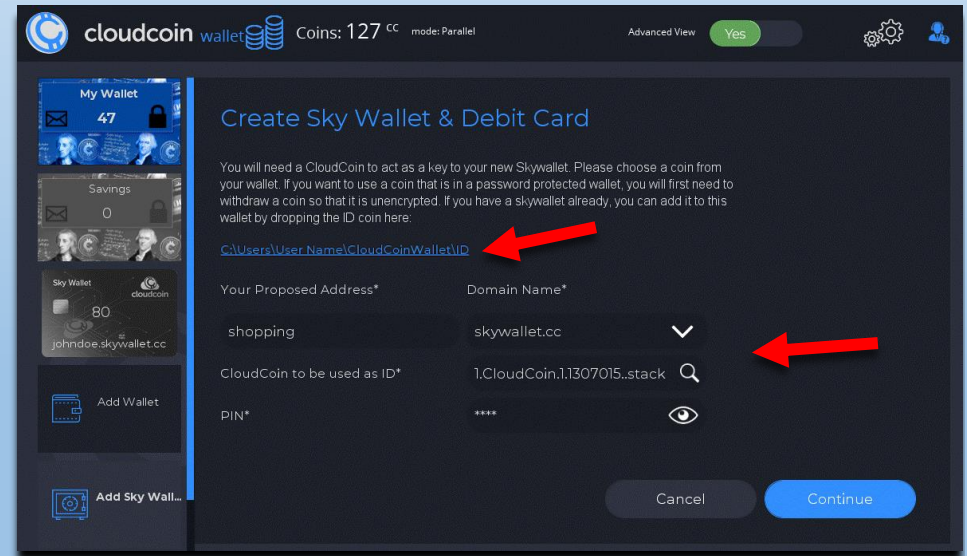 cloudcoin wallet Coins: 127 cc mode: Parallel Advanced View Yes
My Wallet
47
Savings
0
Sky Wallet cloudcoin
80
johndoe.skywallet.cc
Add Wallet
Add Sky Wall...
Create Sky Wallet & Debit Card
You will need a CloudCoin to act as a key to your new Skywallet. Please choose a coin from
your wallet. If you want to use a coin that is in a password protected wallet, you will first need to
withdraw a coin so that it is unencrypted. If you have a skywallet already, you can add it to this
wallet by dropping the ID coin here:
C:\Users\User Name\CloudCoinWallet\ID
Your Proposed Address* Domain Name*
shopping skywallet.cc
CloudCoin to be used as ID* 1.CloudCoin.1.1307015..stack
PIN* ****
Cancel Continue